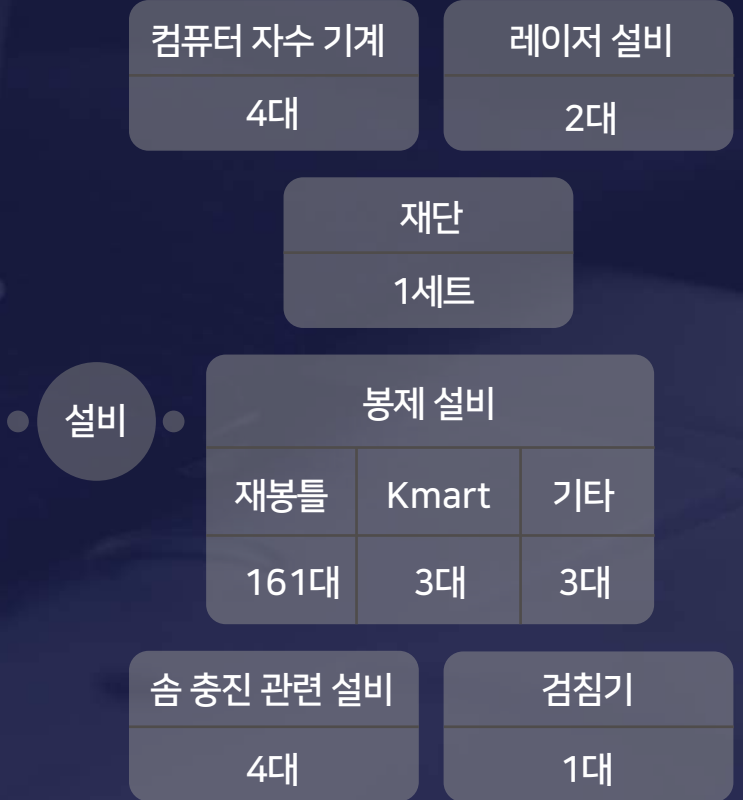 컴퓨터 자수 기계 레이저 설비
4대 2대
재단
1세트
설비
봉제 설비
재봉틀 Kmart 기타
161대 3대 3대
솜 충진 관련 설비 검침기
4대 1대